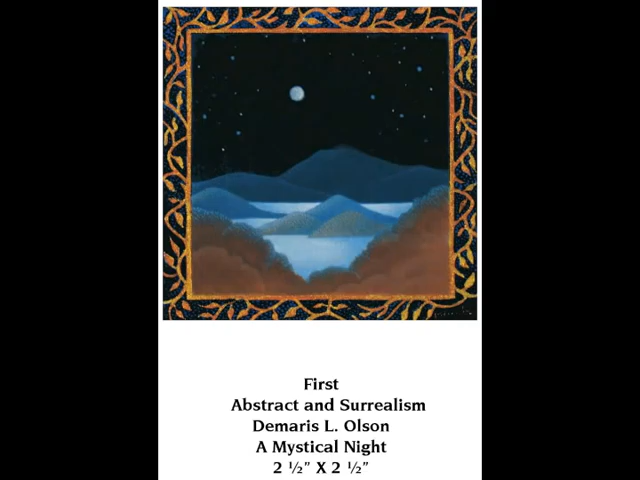 First
Abstract and Surrealism
Demaris L. Olson
A Mystical Night
2 ½” X 2 ½”